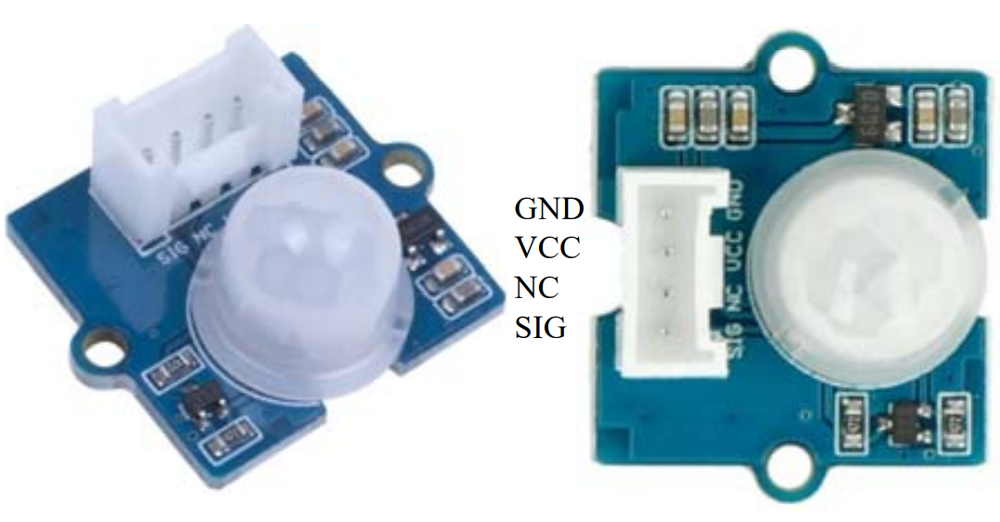 SIG NC
GND
VCC
NC
SIG
SIG NC VCC GND